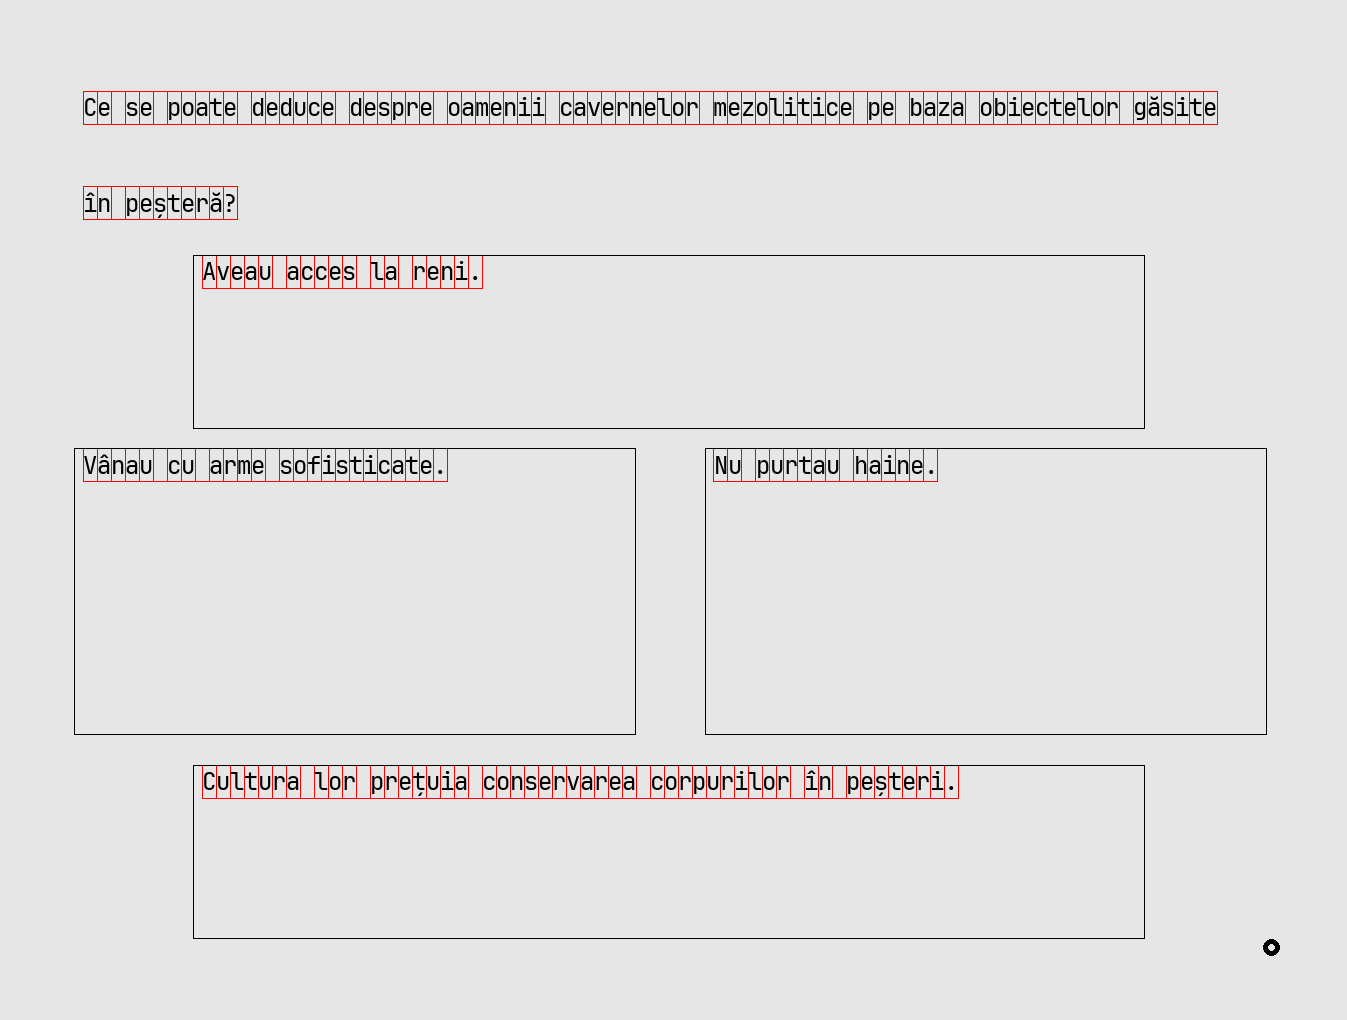 Ce se poate deduce despre oamenii cavernelor mezolitice pe baza obiectelor găsite
în peșteră?
Aveau acces la reni.
Vânau cu arme sofisticate.
Nu purtau haine.
Cultura lor prețuia conservarea corpurilor în peșteri.